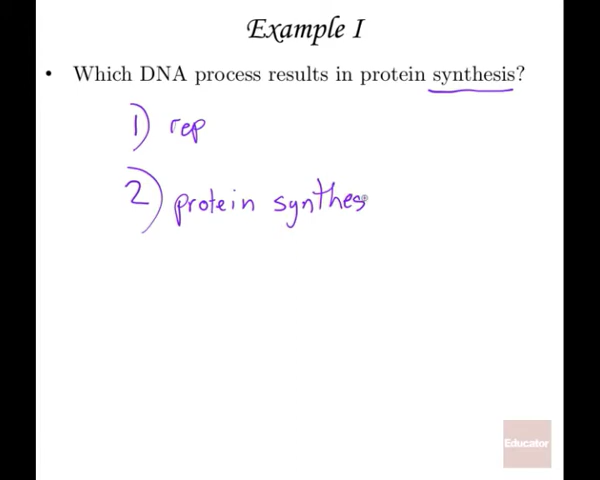 Example I
• Which DNA process results in protein synthesis?
1) rep
2) protein synthes
Educator